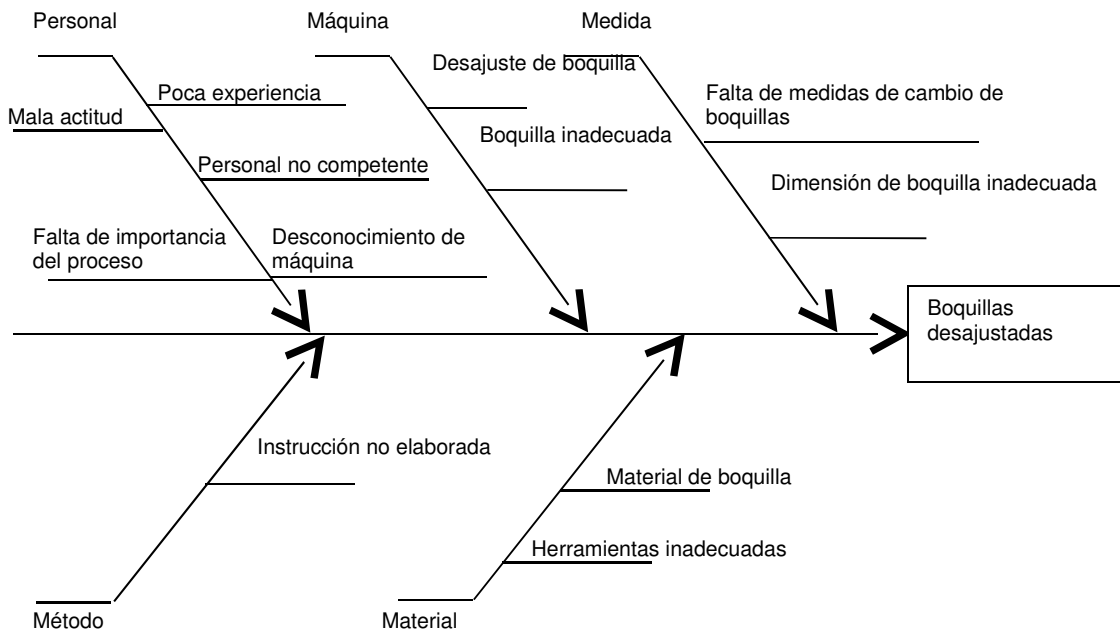 Personal
Máquina
Medida
Desajuste de boquilla
Poca experiencia
Falta de medidas de cambio de
boquillas
Mala actitud
Boquilla inadecuada
Personal no competente
Dimensión de boquilla inadecuada
Falta de importancia
del proceso
Desconocimiento de
máquina
Boquillas
desajustadas
Instrucción no elaborada
Material de boquilla
Herramientas inadecuadas
Método
Material